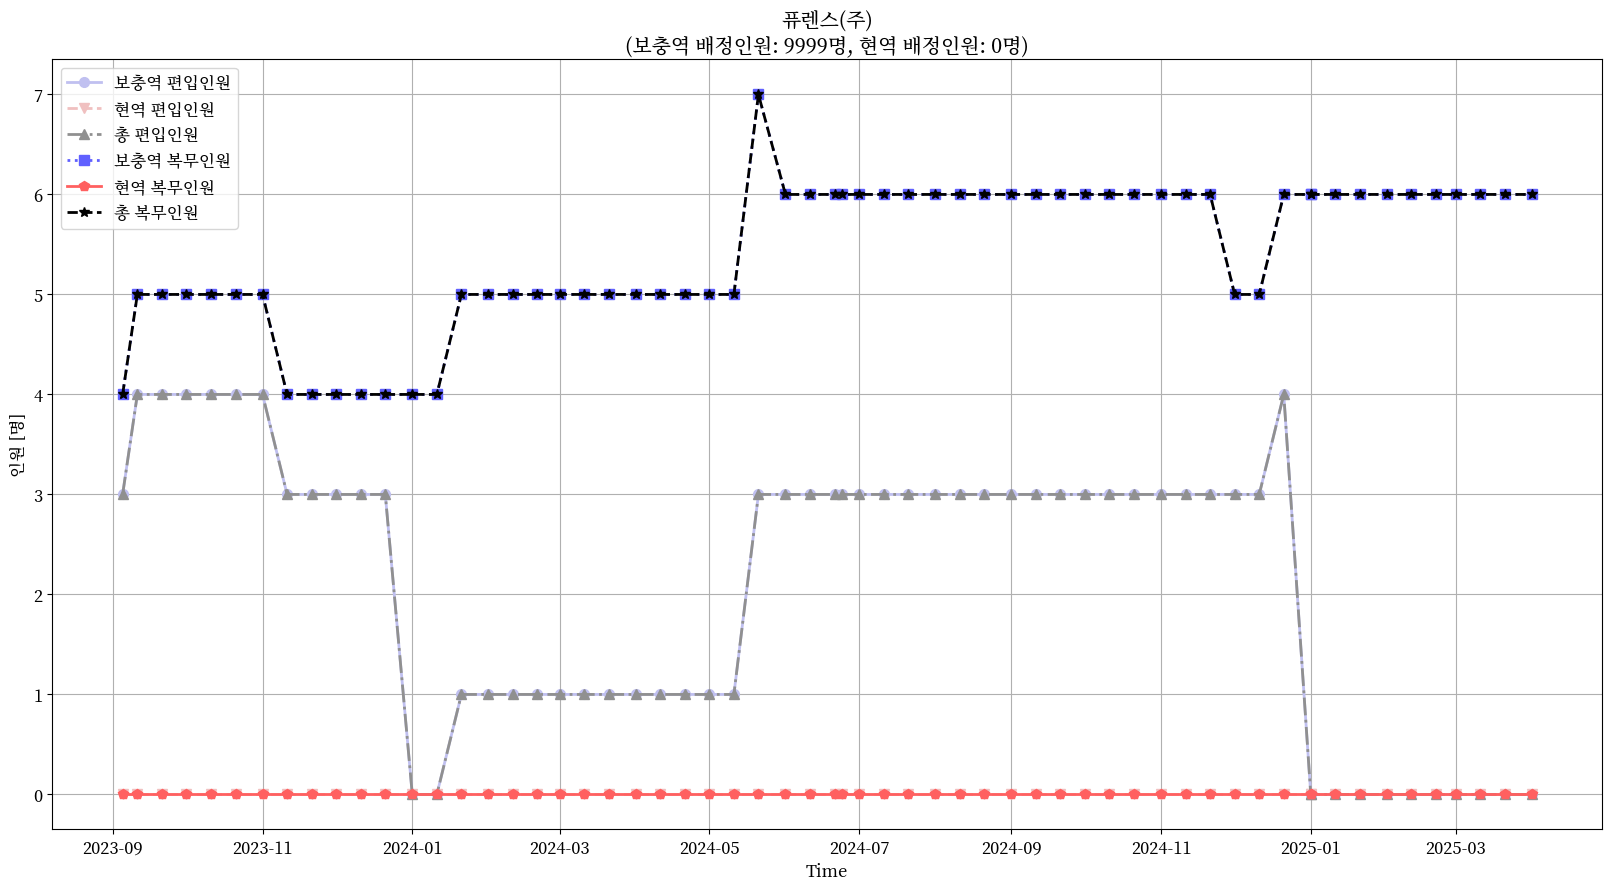 퓨렌스(주)
(보충역 배정인원: 9999명, 현역 배정인원: 0명)
보충역 편입인원
현역 편입인원
총 편입인원
보충역 복무인원
현역 복무인원
총 복무인원
인원 [명]
7
6
5
4
3
2
1
0
2023-09 2023-11 2024-01 2024-03 2024-05 2024-07 2024-09 2024-11 2025-01 2025-03
Time